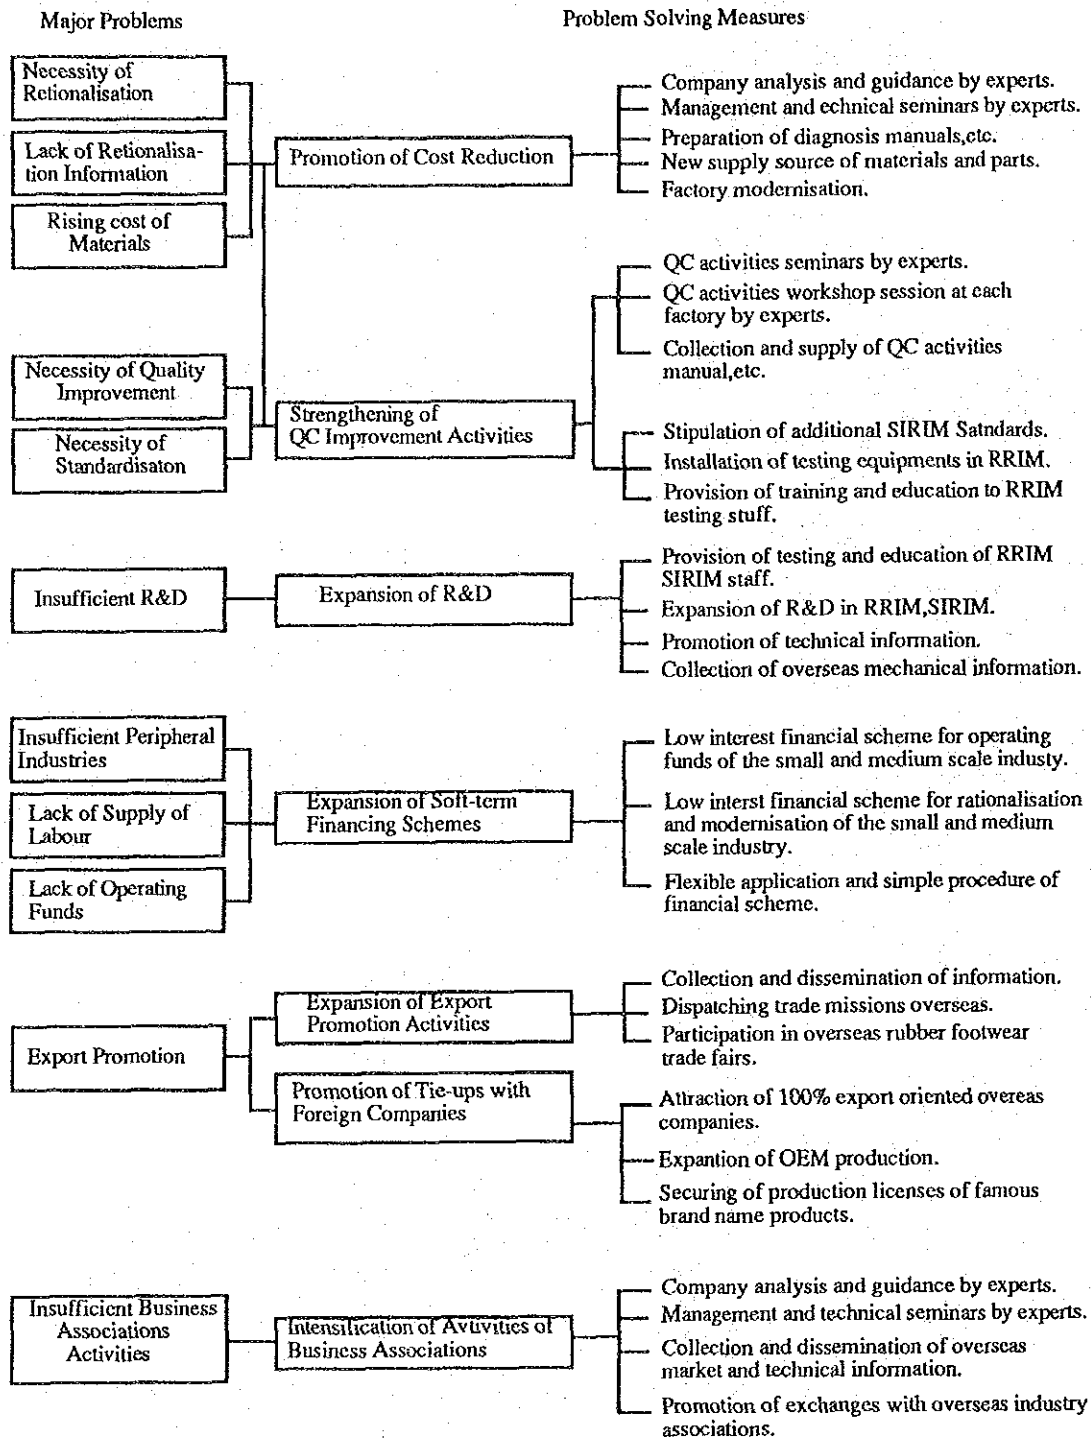 Major Problems
Problem Solving Measures
Necessity of
Retionalisation
Lack of Retionalisa-
tion Information
Rising cost of
Materials
Promotion of Cost Reduction
Company analysis and guidance by experts.
Management and echnical seminars by experts.
Preparation of diagnosis manuals,etc.
New supply source of materials and parts.
Factory modernisation.
Necessity of Quality
Improvement
Necessity of
Standardisaton
Strengthening of
QC Improvement Activities
QC activities seminars by experts.
QC activities workshop session at each
factory by experts.
Collection and supply of QC activities
manual,etc.
Stipulation of additional SIRIM Satndards.
Installation of testing equipments in RRIM.
Provision of training and education to RRIM
testing stuff.
Insufficient R&D
Expansion of R&D
Provision of testing and education of RRIM
SIRIM staff.
Expansion of R&D in RRIM,SIRIM.
Promotion of technical information.
Collection of overseas mechanical information.
Insufficient Peripheral
Industries
Lack of Supply of
Labour
Lack of Operating
Funds
Expansion of Soft-term
Financing Schemes
Low interest financial scheme for operating
funds of the small and medium scale industy.
Low interst financial scheme for rationalisation
and modernisation of the small and medium
scale industry.
Flexible application and simple procedure of
financial scheme.
Export Promotion
Expansion of Export
Promotion Activities
Collection and dissemination of information.
Dispatching trade missions overseas.
Participation in overseas rubber footwear
trade fairs.
Promotion of Tie-ups with
Foreign Companies
Attraction of 100% export orientedovereas
companies.
Expantion of OEM production.
Securing of production licenses of famous
brand name products.
Insufficient Business
Associations
Activities
Intensification of Avtivities of
Business Associations
Company analysis and guidance by experts.
Management and technical seminars by experts.
Collection and dissemination of overseas
market and technical information.
Promotion of exchanges with overseas industry
associations.